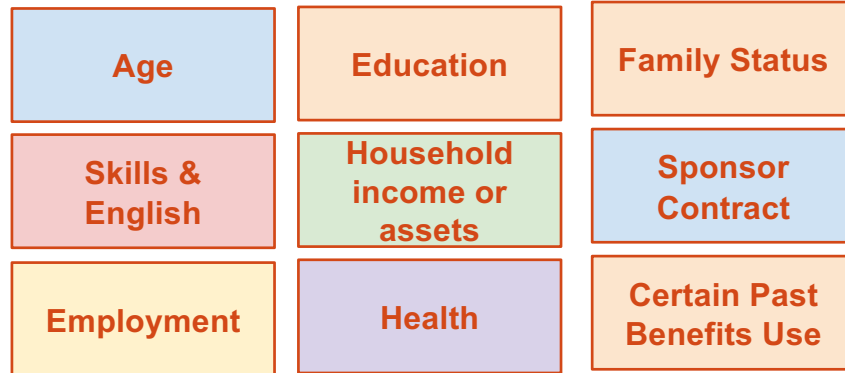 Age
Education
Family Status
Skills &
English
Household
income or
assets
Sponsor
Contract
Employment
Health
Certain Past
Benefits Use